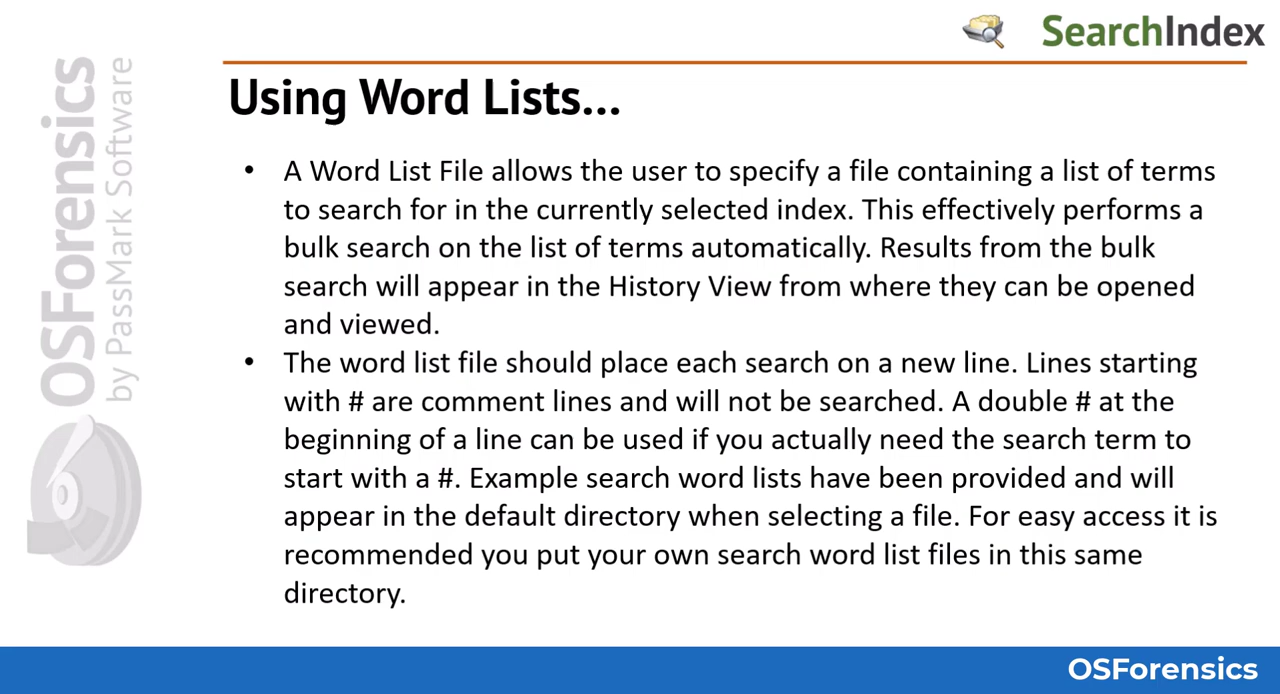 SearchIndex
OSForensics
by PassMark Software
Using Word Lists...
• A Word List File allows the user to specify a file containing a list of terms
to search for in the currently selected index. This effectively performs a
bulk search on the list of terms automatically. Results from the bulk
search will appear in the History View from where they can be opened
and viewed.
• The word list file should place each search on a new line. Lines starting
with # are comment lines and will not be searched. A double # at the
beginning of a line can be used if you actually need the search term to
start with a #. Example search word lists have been provided and will
appear in the default directory when selecting a file. For easy access it is
recommended you put your own search word list files in this same
directory.
OSForensics